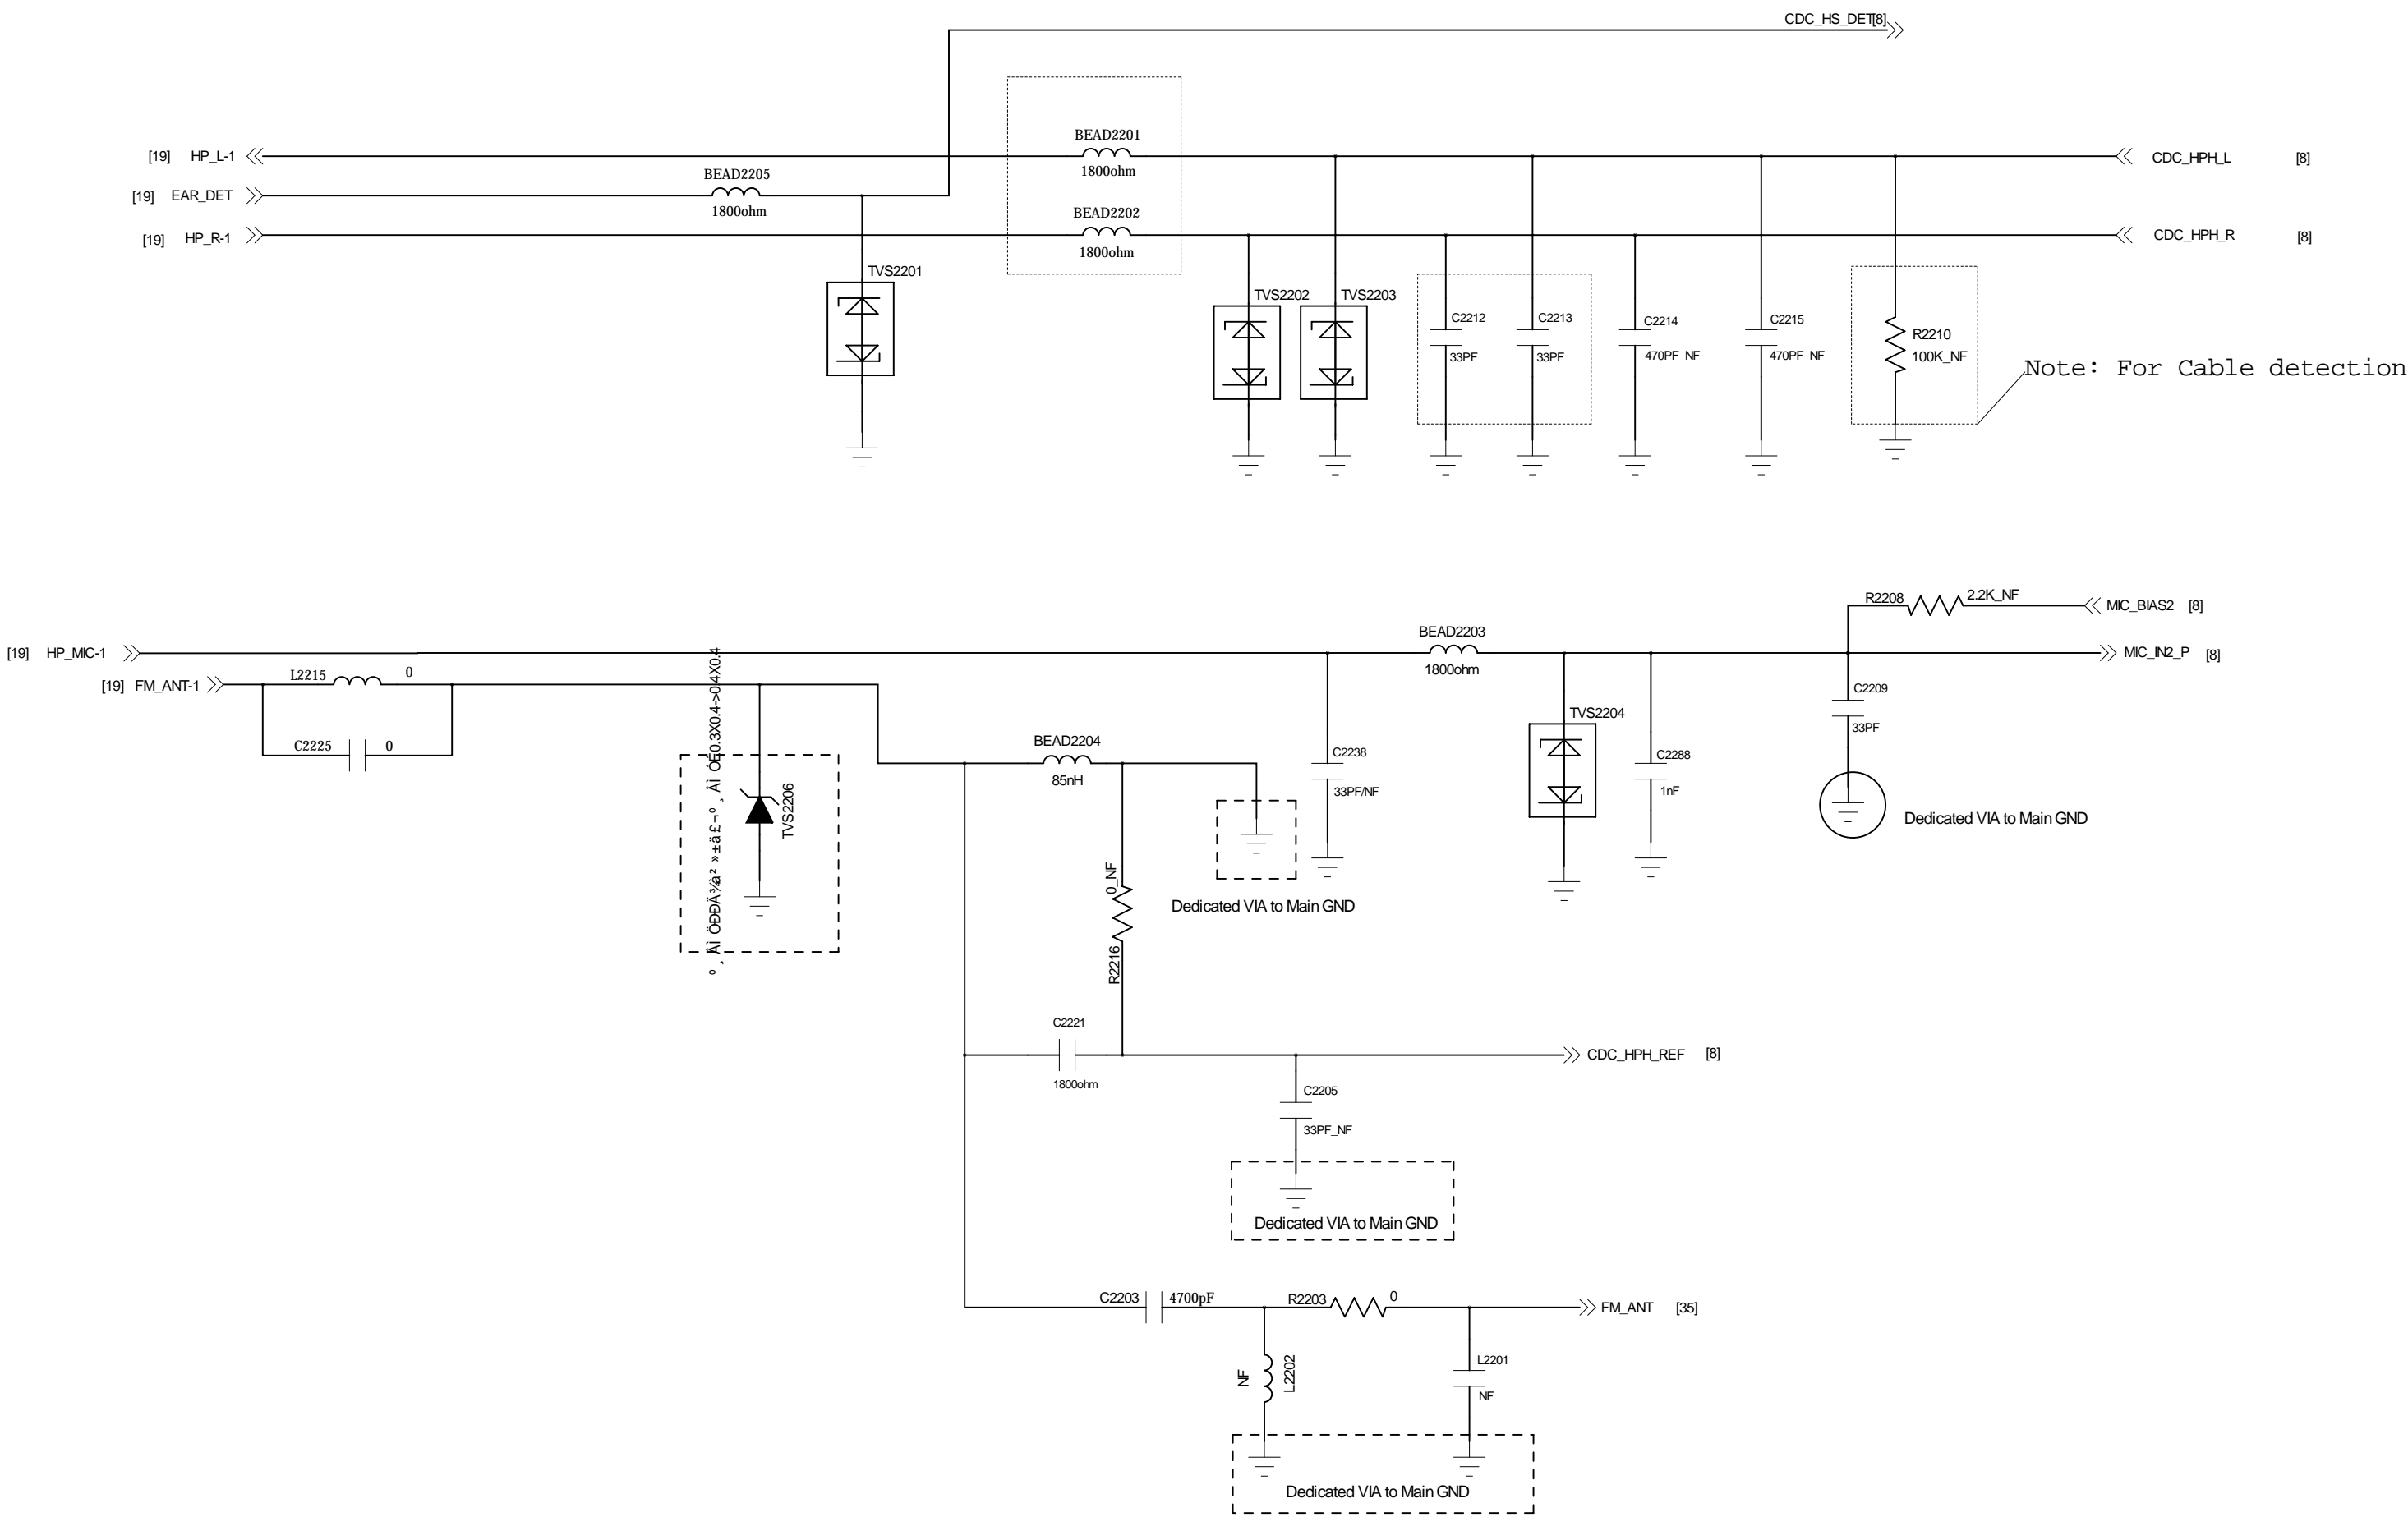 CDC_HS_DET[8]
BEAD2201
[19] HP_L-1
1800ohm
CDC_HPH_L [8]
BEAD2205
[19] EAR_DET
1800ohm
BEAD2202
[19] HP_R-1
1800ohm
CDC_HPH_R [8]
TVS2201
TVS2202
TVS2203
C2212
33PF
C2213
33PF
C2214
470PF_NF
C2215
470PF_NF
R2210
100K_NF
Note: For Cable detection
R2208
2.2K_NF
MIC_BIAS2 [8]
BEAD2203
[19] HP_MIC-1
1800ohm
MIC_IN2_P [8]
[19] FM_ANT-1
L2215
0
C2225
0
TVS2206
BEAD2204
85nH
C2238
33PF/NF
TVS2204
C2288
1nF
C2209
33PF
Dedicated VIA to Main GND
Dedicated VIA to Main GND
0_NF
R2216
C2221
1800ohm
CDC_HPH_REF [8]
C2205
33PF_NF
Dedicated VIA to Main GND
C2203
4700pF
R2203
0
FM_ANT [35]
NF
L2202
L2201
NF
Dedicated VIA to Main GND